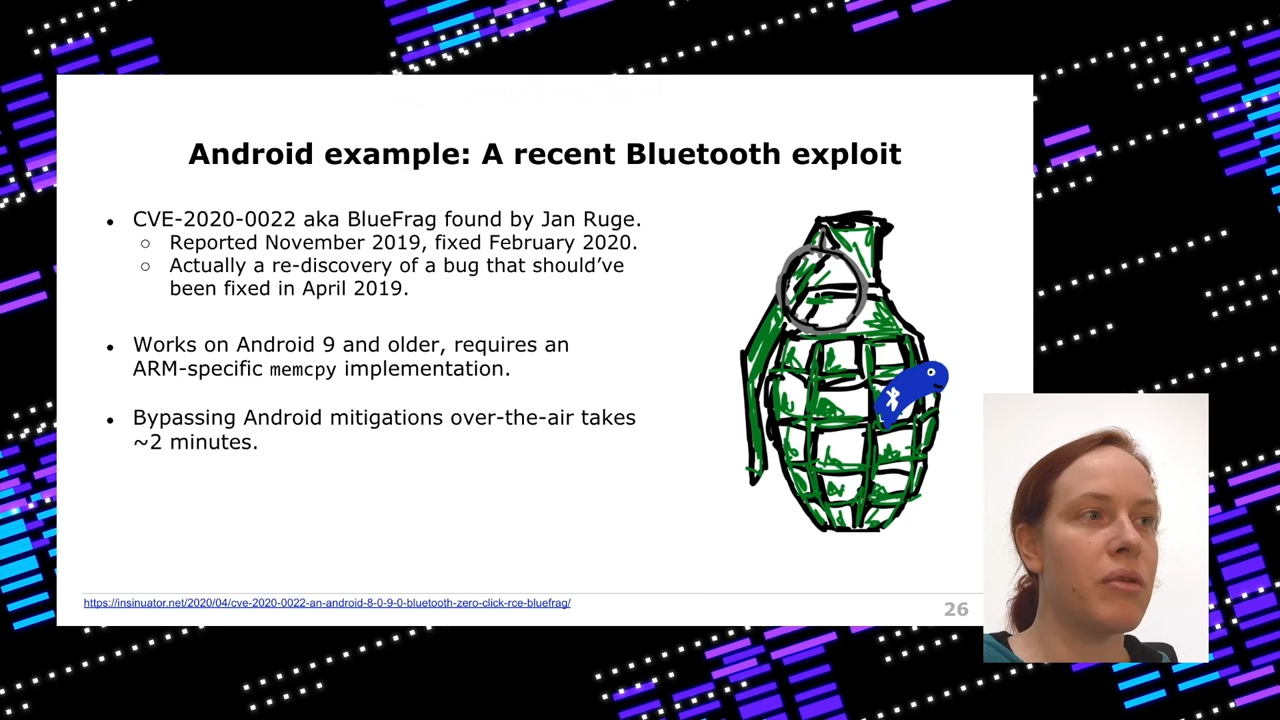 Android example: A recent Bluetooth exploit
● CVE-2020-0022 aka BlueFrag found by Jan Ruge.
○ Reported November 2019, fixed February 2020.
○ Actually a re-discovery of a bug that should’ve
been fixed in April 2019.
● Works on Android 9 and older, requires an
ARM-specific memcpy implementation.
● Bypassing Android mitigations over-the-air takes
~2 minutes.
https://insinuator.net/2020/04/cve-2020-0022-an-android-8-0-9-0-bluetooth-zero-click-rce-bluefrag/
26